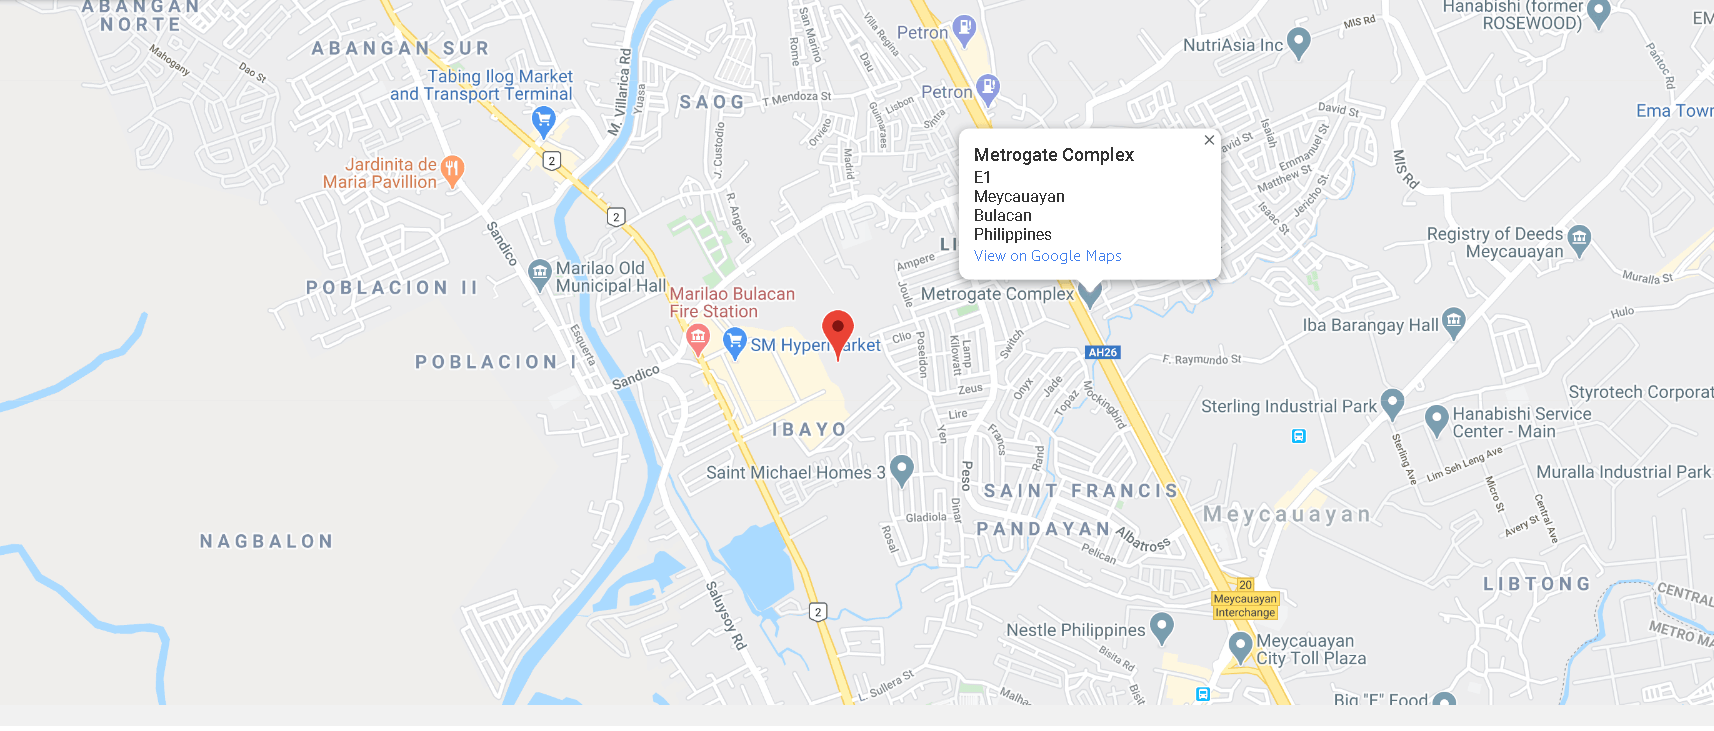 ABANGAN
NORTE
Mahogany
Dao St
ABANGAN SUR
Tabing Ilog Market
and Transport Terminal
2
Jardinita de
Maria Pavillion
M. Villarica Rd
Yuasa
SAOG
San Marino
Rome
Villa Regina
Dau
T Mendoza St
Orvieto
Lisbon
Guimaraes
Sintra
Madrid
J. Custodio
R. Angeles
Petron
Petron
NutriAsia Inc
MIS Rd
Hanabishi (former
ROSEWOOD)
EM
Pantoc Rd
Ema Town
David St
Isaiah
Emmanuel St
David St
Matthew St
Isaac St
Jericho St.
MIS Rd
Metrogate Complex
E1
Meycauayan
Bulacan
Philippines
View on Google Maps
LI
Registry of Deeds
Meycauayan
Muralla St
2
Sandico
Marilao Old
Municipal Hall
POBLACION II
Marilao Bulacan
Fire Station
SM Hypermarket
Ampere
Joule
Metrogate Complex
Clio
Poseidon
Lamp
Kilowatt
Switch
Iba Barangay Hall
Hulo
AH26
F. Raymundo St
Esquerta
POBLACION I
Sandico
Zeus
Onyx
Jade
Topaz
Mockingbird
Styrotech Corporat
Sterling Industrial Park
Hanabishi Service
Center - Main
IBAYO
Lire
Yen
Francs
Rand
Sterling Ave
Lim Seh Leng Ave
Saint Michael Homes 3
Peso
Dinar
SAINT FRANCIS
Muralla Industrial Park
Micro St
Central Ave
Avery St
Meycauayan
Gladiola
Rosal
PANDAYAN
Albatross
Pelican
NAGBALON
Saluysoy Rd
2
20
Meycauayan
Interchange
LIBTONG
CENTRAL
METRO MA
Nestle Philippines
Bisita Rd
Meycauayan
City Toll Plaza
L. Sullera St
Malha
Bisit
Big "E" Food